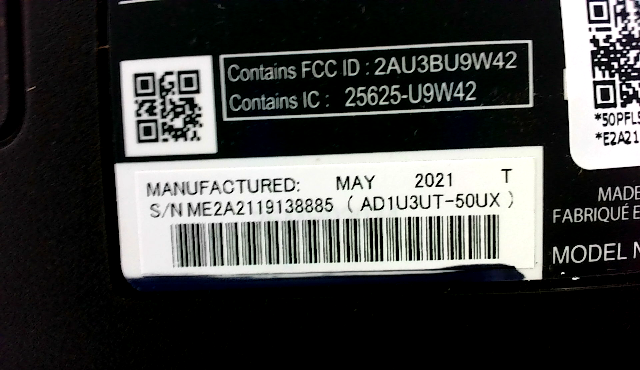 Contains FCC ID : 2AU3BU9W42
Contains IC : 25625-U9W42
*50PFL5
*E2A21
MANUFACTURED: MAY 2021 T
S/N ME2A2119138885 ( AD1U3UT-50UX )
MADE
FABRIQUÉ E
MODEL N